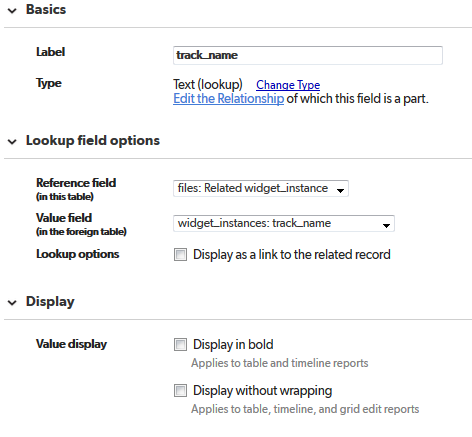 Basics
Label track_name
Type Text (lookup) Change Type
Edit the Relationship of which this field is a part.
Lookup field options
Reference field files: Related widget_instance
(in this table)
Value field widget_instances: track_name
(in the foreign table)
Lookup options Display as a link to the related record
Display
Value display Display in bold
Applies to table and timeline reports
Display without wrapping
Applies to table, timeline, and grid edit reports